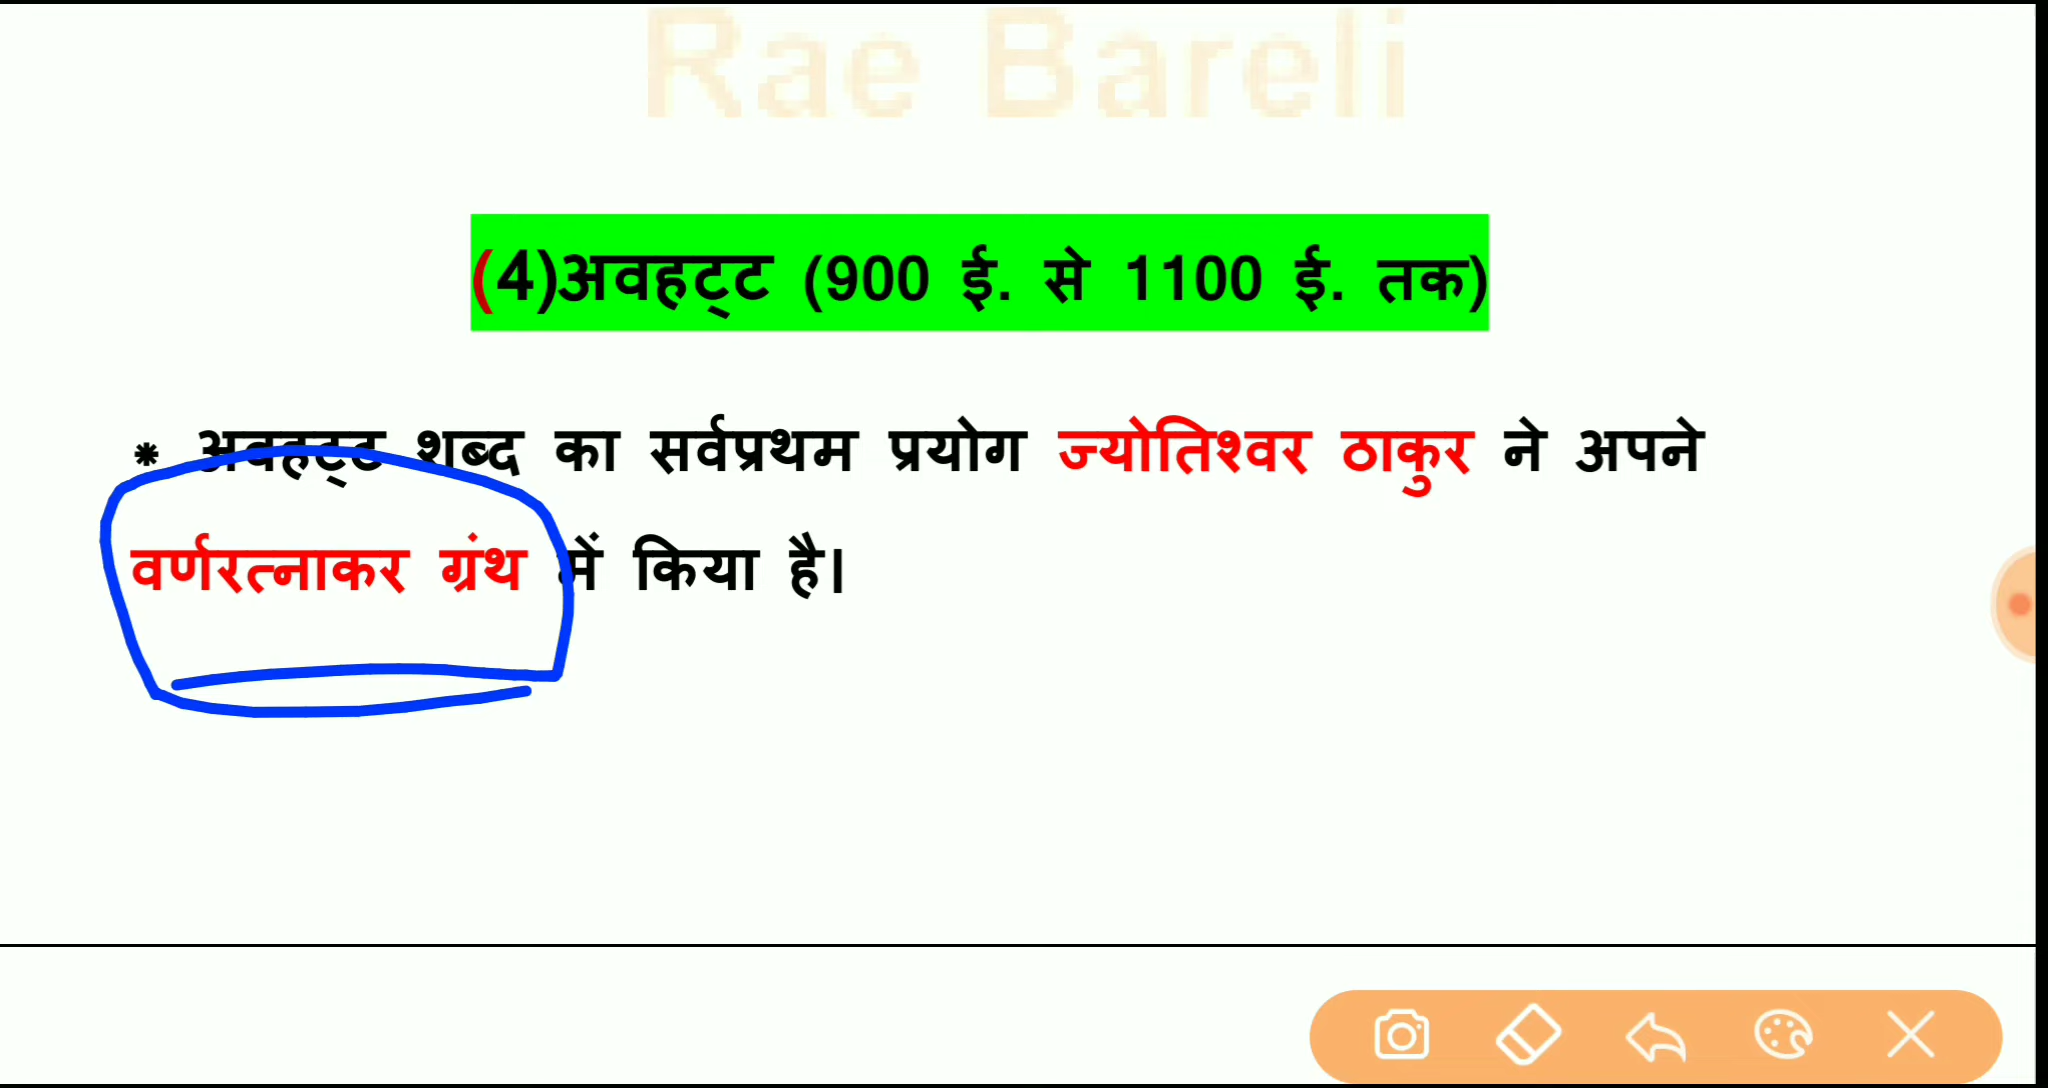 Rae Bareli
(4)अवहट्ट (900 ई. से 1100 ई. तक)
* अवहट्ट शब्द का सर्वप्रथम प्रयोग ज्योतिश्वर ठाकुर ने अपने
वर्णरत्नाकर ग्रंथ में किया है।